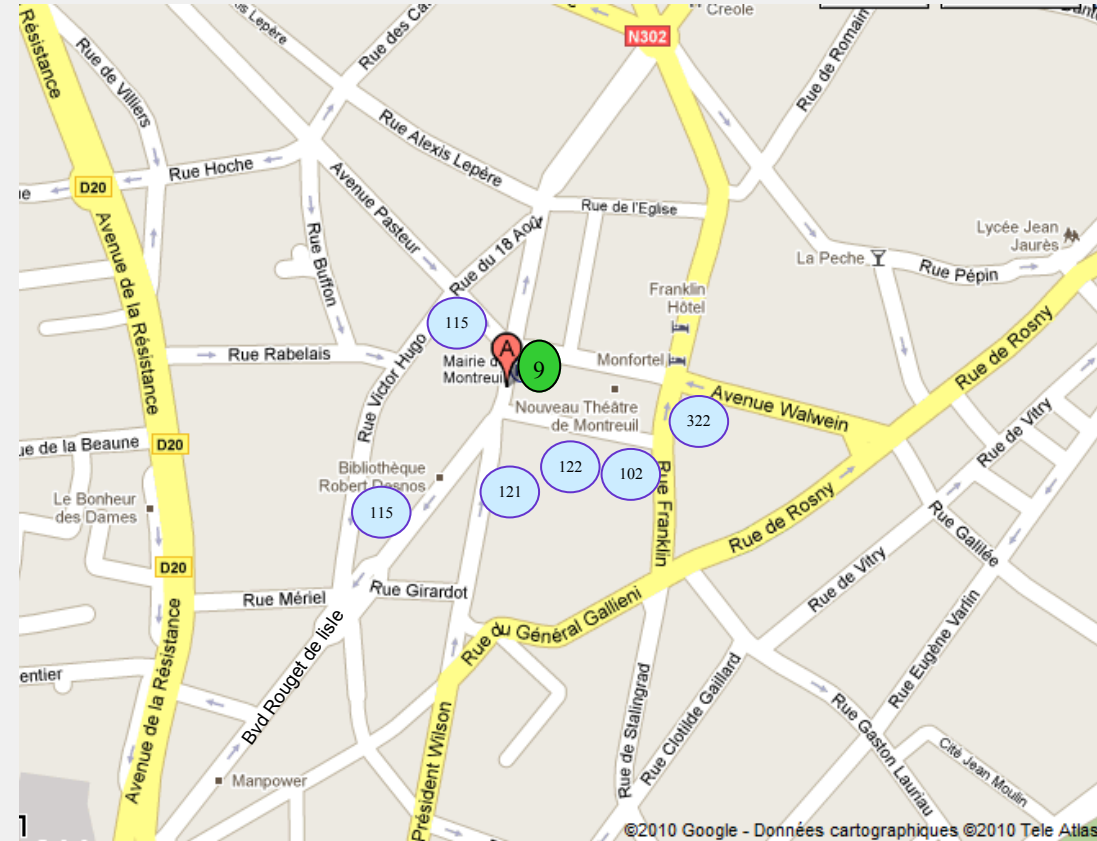 Creole
N302
Résistance
Rue de Villiers
Rue des
Lepère
Rue de Romain
Rue Alexis Lepère
Rue Hoche
D20
Avenue Pasteur
Rue de l'Eglise
Rue du 18 Aoû
Rue Buffon
Lycée Jean
Jaurès
La Peche
Rue Pépin
Avenue de la Résistance
Franklin
Hôtel
115
Rue Rabelais
Rue Victor Hugo
A
Mairie d
Montreuil
9
Monfortel
Rue de Rosny
Nouveau Théâtre
de Montreuil
Avenue Walwein
322
Rue de Vitry
ue de la Beaune
D20
Bibliothèque
Robert Desnos
122
102
121
115
Le Bonheur
des Dames
Rue Franklin
Rue de Rosny
Rue Galilée
D20
Rue de Vitry
Rue Mériel
Rue Girardot
Rue du Général Gallieni
Rue Eugène Varlin
Bvd Rouget de lisle
entier
Avenue de la Résistance
Rue de Stalingrad
Rue Clotilde Gaillard
Rue Gaston Lauriau
Cité Jean Moulin
Manpower
Président Wilson
©2010 Google - Données cartographiques ©2010 Tele Atlas